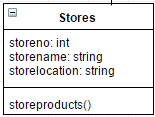 Stores
storeno: int
storename: string
storelocation: string
storeproducts()